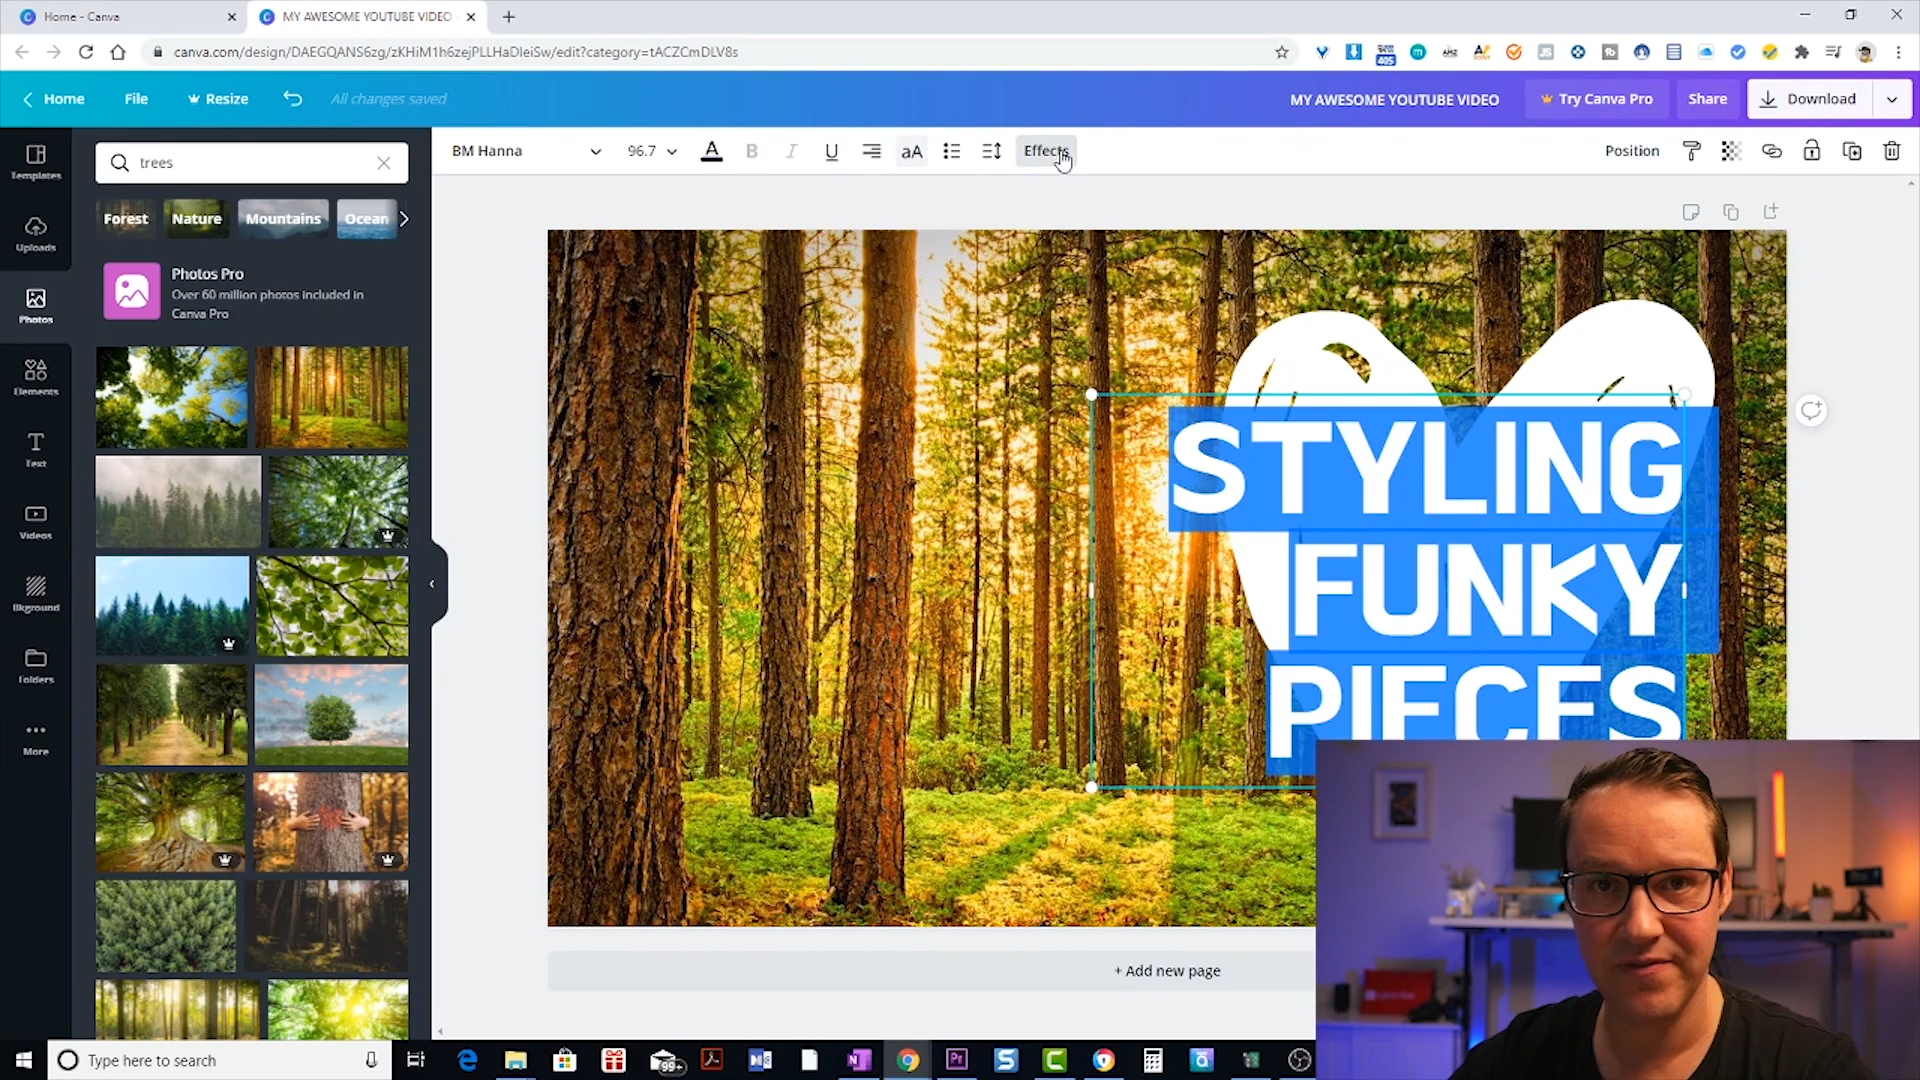 Home - Canva
MY AWESOME YOUTUBE VIDEO
canva.com/design/DAEGQANS6zg/zKHiM1h6zejPLLHaDleiSw/edit?category=tACZCmDLV8s
405
Home
File
Resize
All changes saved
MY AWESOME YOUTUBE VIDEO
Try Canva Pro
Share
Download
BM Hanna
96.7
A
B
I
U
aA
Effects
Position
Templates
Uploads
Photos
Elements
Text
Videos
Bkground
Folders
More
trees
Forest
Nature
Mountains
Ocean
Photos Pro
Over 60 million photos included in
Canva Pro
STYLING
FUNKY
PIECES
+ Add new page
Type here to search
99+